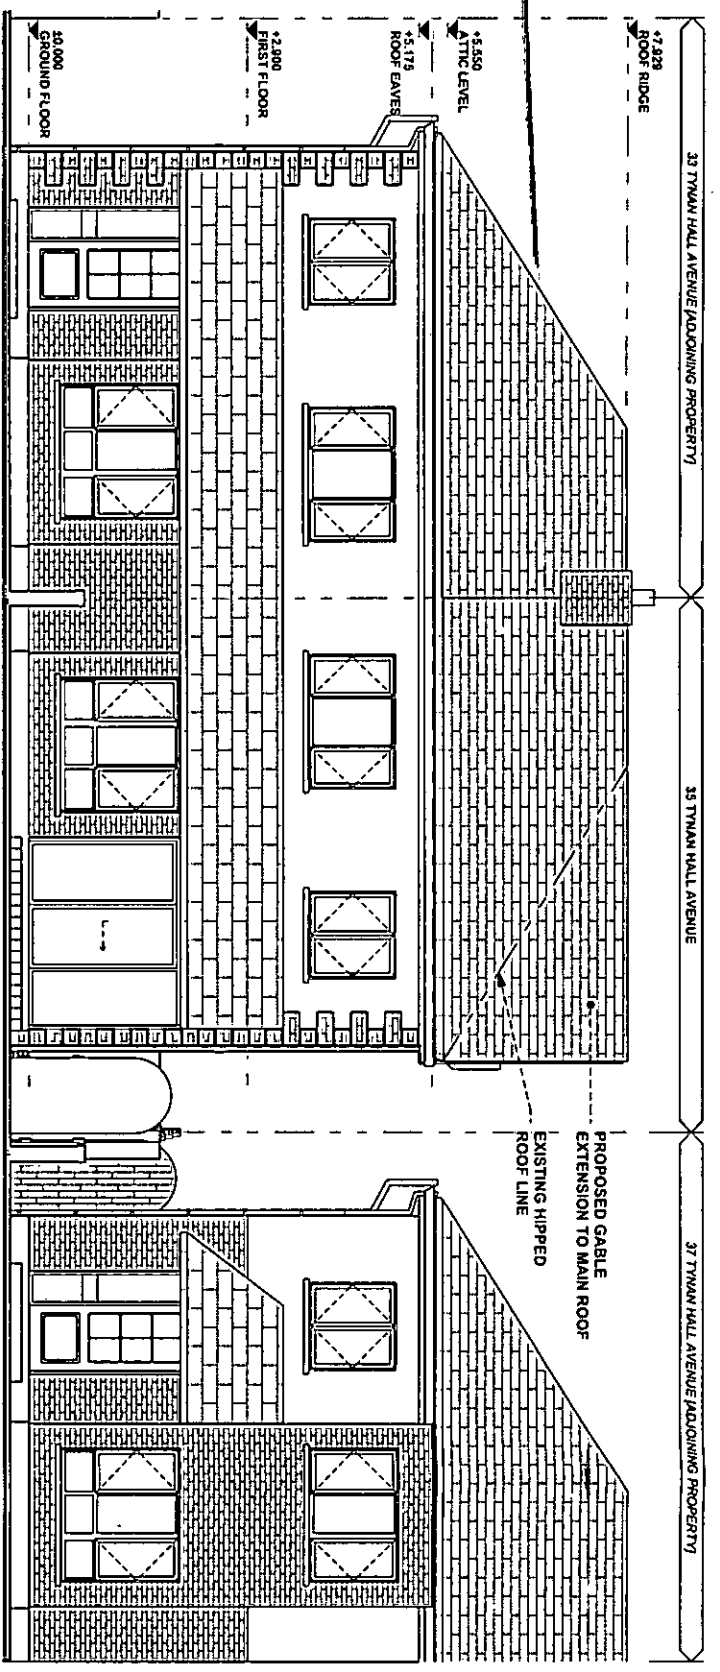 33 TYNAN HALL AVENUE [ADJOINING PROPERTY]
35 TYNAN HALL AVENUE
37 TYNAN HALL AVENUE [ADJOINING PROPERTY]
+7.929
ROOF RIDGE
+5.550
ATTIC LEVEL
+5.175
ROOF EAVES
+2.900
FIRST FLOOR
±0.000
GROUND FLOOR
PROPOSED GABLE
EXTENSION TO MAIN ROOF
EXISTING HIPPED
ROOF LINE